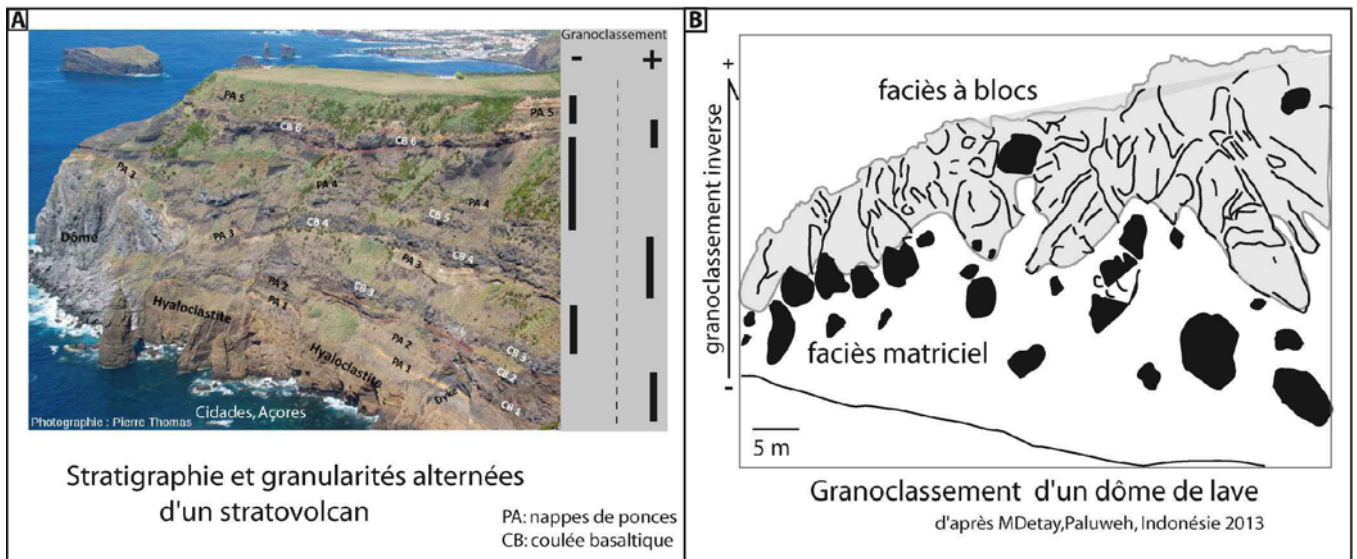 A
Granoclassement
- +
PA 5
PA 5
CB 6
CB 6
PA 3
PA 4
PA 4
CB 5
CB 4
Dôme
PA 3
CB 4
PA 3
PA 2
CB 3
PA 1
Hyaloclastite
PA 2
CB 3
Hyaloclastite
PA 1
CB 2
Dyke
CB 1
Cidades, Açores
Photographie : Pierre Thomas
Stratigraphie et granularités alternées
d'un stratovolcan
PA: nappes de ponces
CB: coulée basaltique
B
+
faciès à blocs
granoclassement inverse
faciès matriciel
-
5 m
Granoclassement d'un dôme de lave
d'après MDetay,Paluweh, Indonésie 2013